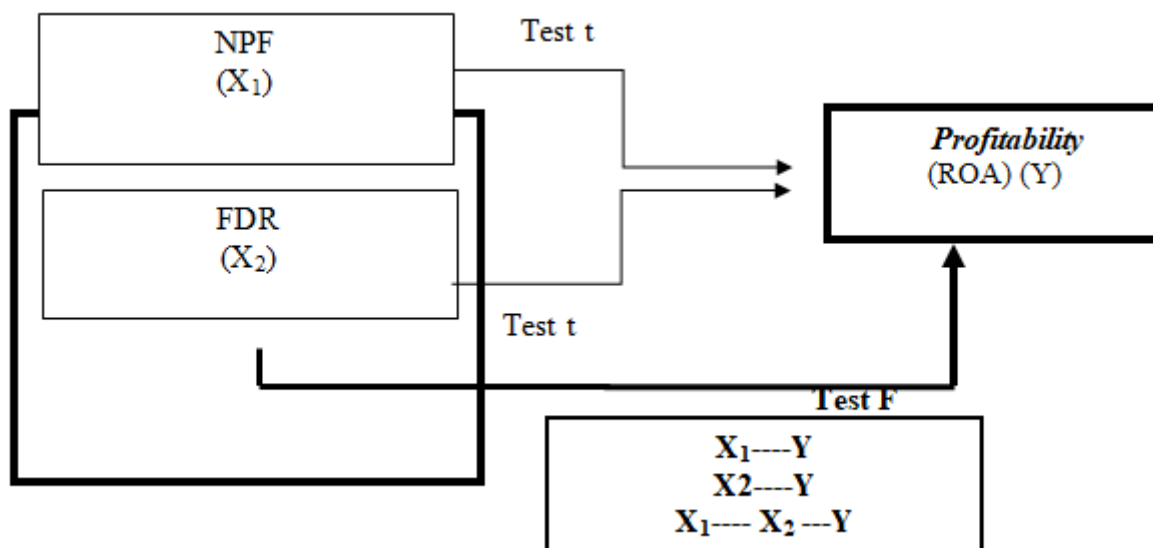 NPF
(X₁)
Test t
Profitability
(ROA) (Y)
FDR
(X₂)
Test t
Test F
X₁----Y
X2----Y
X₁---- X₂ ---Y